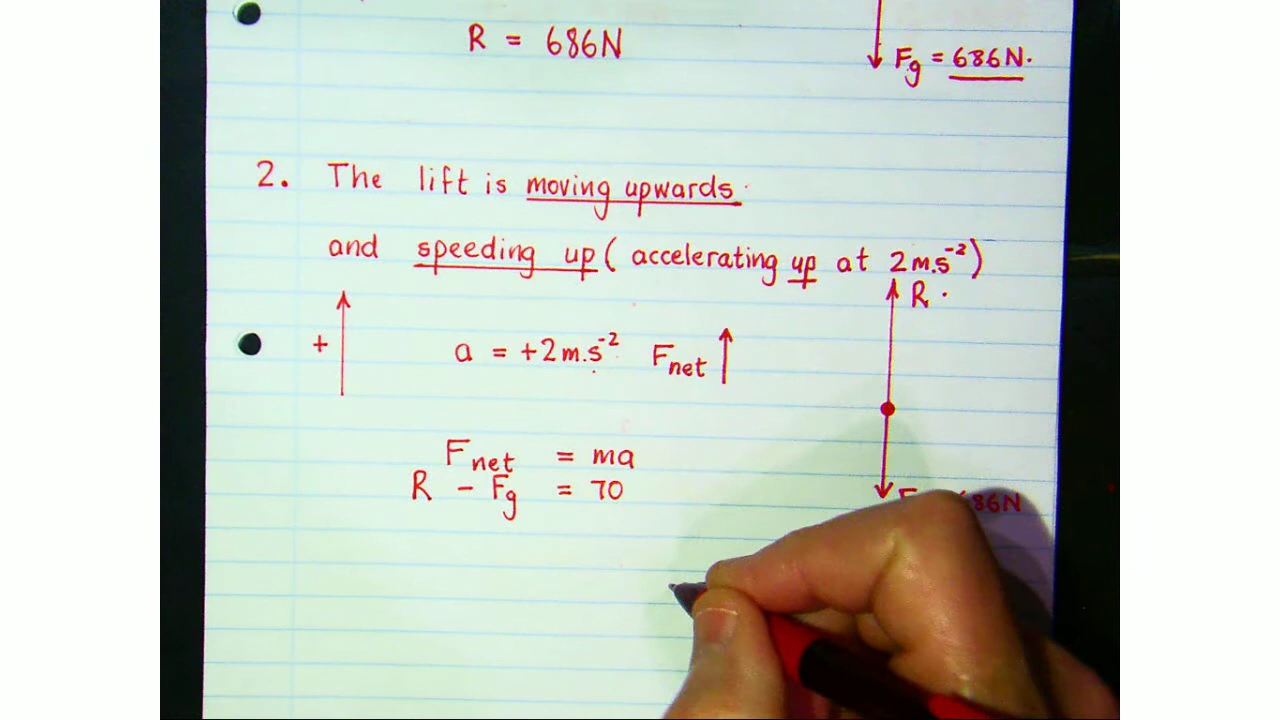 R = 686N
Fg = 686N.
2. The lift is moving upwards.
and speeding up (accelerating up at 2m.s⁻²)
R.
+
a = +2m.s⁻² Fnet
Fnet = ma
R - Fg = 70
86N